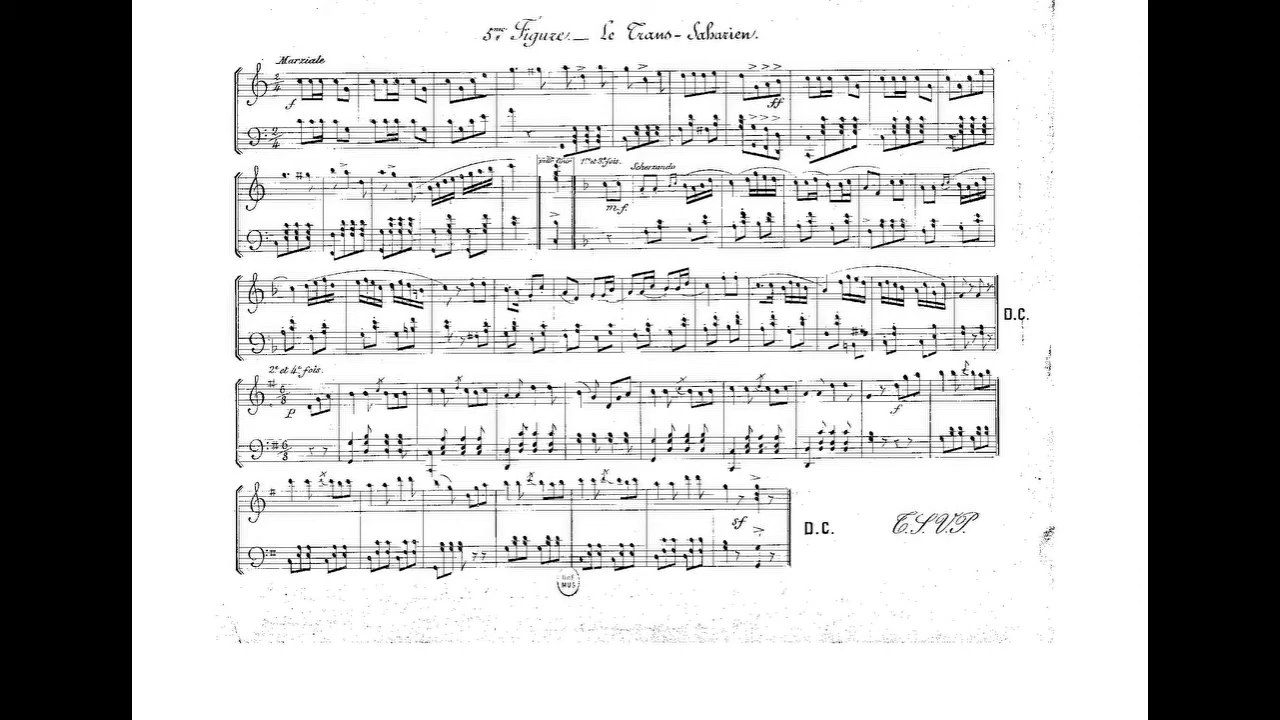 5me Figure. — Le Trans-Saharien.
Marziale
f
ff
pour finir 1re et 3e fois.
Scherzando
m.f.
D.C.
2e et 4e fois.
P
f
sf
D.C.
T.S.V.P.
MUS